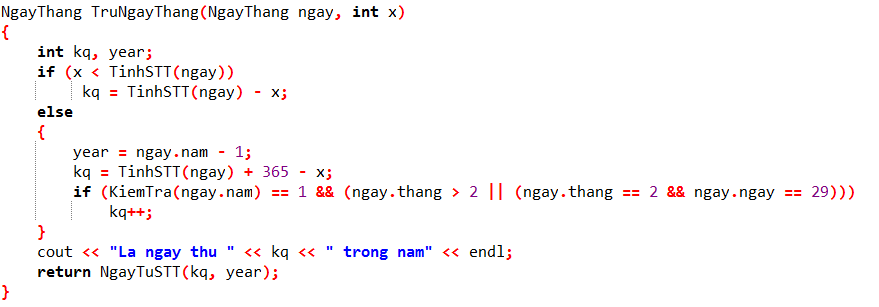 NgayThang TruNgayThang(NgayThang ngay, int x)
{
    int kq, year;
    if (x < TinhSTT(ngay))
        kq = TinhSTT(ngay) - x;
    else
    {
        year = ngay.nam - 1;
        kq = TinhSTT(ngay) + 365 - x;
        if (KiemTra(ngay.nam) == 1 && (ngay.thang > 2 || (ngay.thang == 2 && ngay.ngay == 29)))
            kq++;
    }
    cout << "La ngay thu " << kq << " trong nam" << endl;
    return NgayTuSTT(kq, year);
}